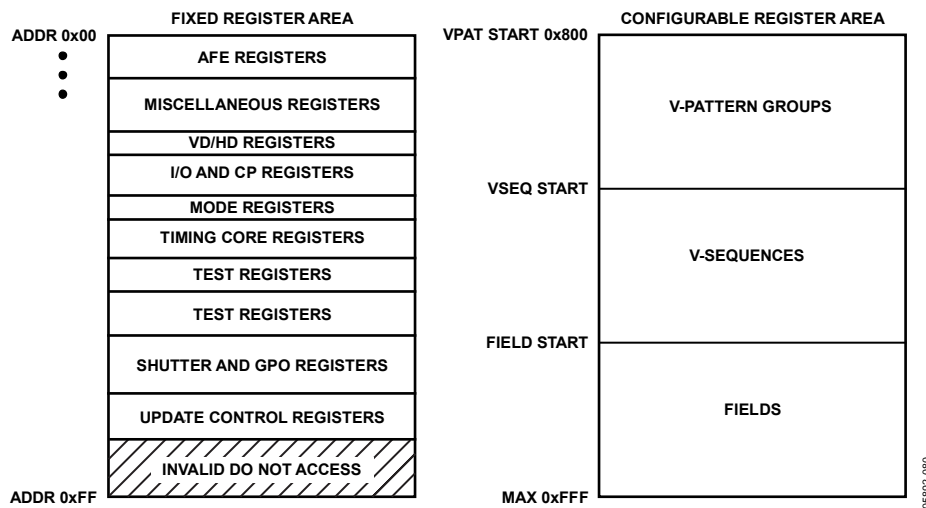 FIXED REGISTER AREA
ADDR 0x00
AFE REGISTERS
MISCELLANEOUS REGISTERS
VD/HD REGISTERS
I/O AND CP REGISTERS
MODE REGISTERS
TIMING CORE REGISTERS
TEST REGISTERS
TEST REGISTERS
SHUTTER AND GPO REGISTERS
UPDATE CONTROL REGISTERS
INVALID DO NOT ACCESS
ADDR 0xFF
CONFIGURABLE REGISTER AREA
VPAT START 0x800
V-PATTERN GROUPS
VSEQ START
V-SEQUENCES
FIELD START
FIELDS
MAX 0xFFF